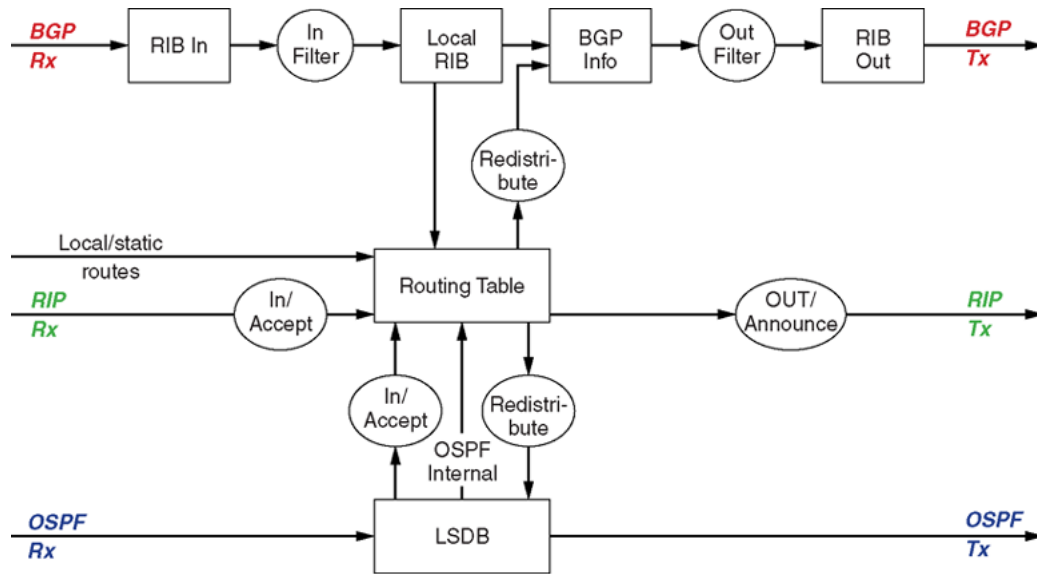 BGP
Rx
RIB In
In
Filter
Local
RIB
BGP
Info
Out
Filter
RIB
Out
BGP
Tx
Redistri-
bute
Local/static
routes
Routing Table
RIP
Rx
In/
Accept
OUT/
Announce
RIP
Tx
In/
Accept
OSPF
Internal
Redistri-
bute
OSPF
Rx
LSDB
OSPF
Tx